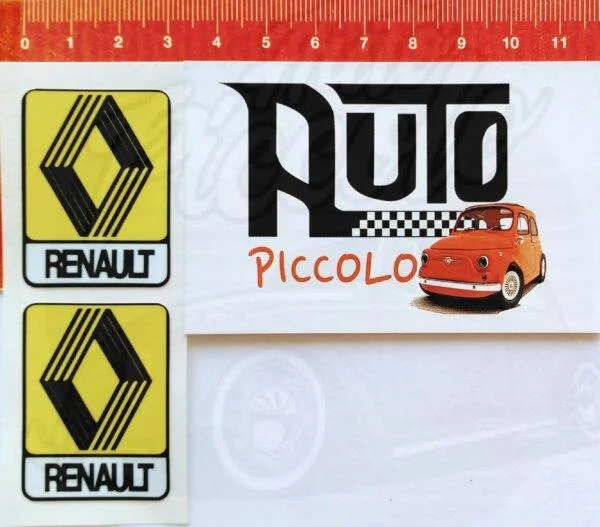 0 1 2 3 4 5 6 7 8 9 10 11
AUTO
PICCOLO
RENAULT
RENAULT